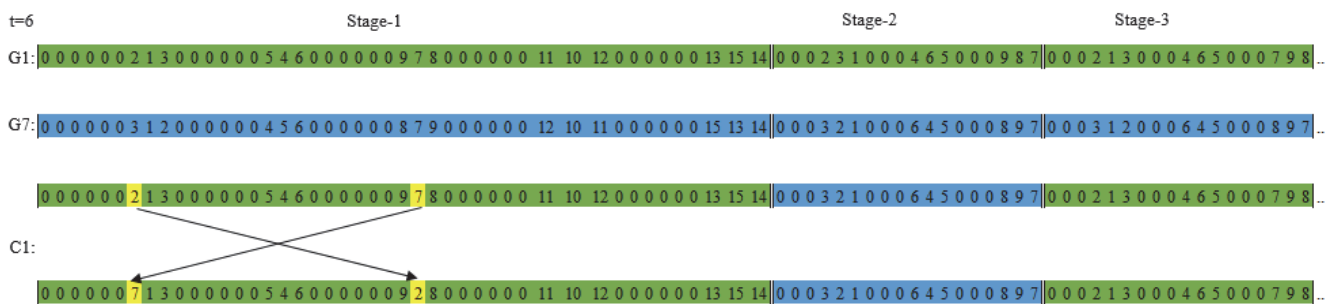 t=6 Stage-1 Stage-2 Stage-3
G1: 0 0 0 0 0 0 2 1 3 0 0 0 0 0 0 5 4 6 0 0 0 0 0 0 9 7 8 0 0 0 0 0 0 11 10 12 0 0 0 0 0 0 13 15 14 0 0 0 2 3 1 0 0 0 4 6 5 0 0 0 9 8 7 0 0 0 2 1 3 0 0 0 4 6 5 0 0 0 7 9 8 ..
G7: 0 0 0 0 0 0 3 1 2 0 0 0 0 0 0 4 5 6 0 0 0 0 0 0 8 7 9 0 0 0 0 0 0 12 10 11 0 0 0 0 0 0 15 13 14 0 0 0 3 2 1 0 0 0 6 4 5 0 0 0 8 9 7 0 0 0 3 1 2 0 0 0 6 4 5 0 0 0 8 9 7 ..
0 0 0 0 0 0 2 1 3 0 0 0 0 0 0 5 4 6 0 0 0 0 0 0 9 7 8 0 0 0 0 0 0 11 10 12 0 0 0 0 0 0 13 15 14 0 0 0 3 2 1 0 0 0 6 4 5 0 0 0 8 9 7 0 0 0 2 1 3 0 0 0 4 6 5 0 0 0 7 9 8 ..
C1:
0 0 0 0 0 0 7 1 3 0 0 0 0 0 0 5 4 6 0 0 0 0 0 0 9 2 8 0 0 0 0 0 0 11 10 12 0 0 0 0 0 0 13 15 14 0 0 0 3 2 1 0 0 0 6 4 5 0 0 0 8 9 7 0 0 0 2 1 3 0 0 0 4 6 5 0 0 0 7 9 8 ..